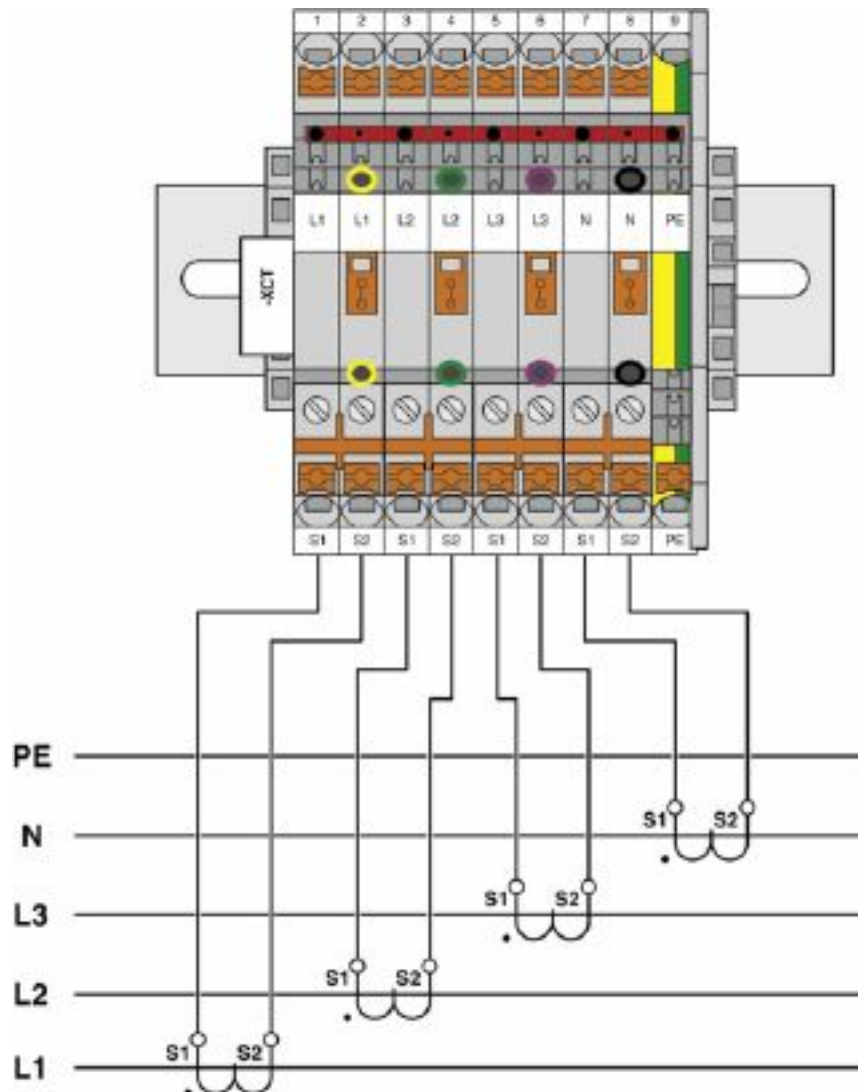 1 2 3 4 5 6 7 8 9
L1 L1 L2 L2 L3 L3 N N PE
-XCT
S1 S2 S1 S2 S1 S2 S1 S2 PE
PE
S1 S2
N
S1 S2
L3
S1 S2
L2
S1 S2
L1